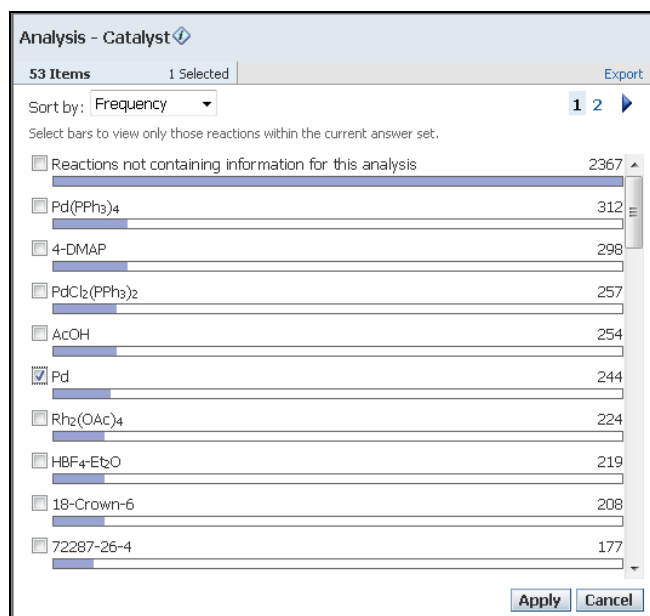 Analysis - Catalyst
53 Items 1 Selected Export
Sort by: Frequency 1 2
Select bars to view only those reactions within the current answer set.
Reactions not containing information for this analysis 2367
Pd(PPh₃)₄ 312
4-DMAP 298
PdCl₂(PPh₃)₂ 257
AcOH 254
Pd 244
Rh₂(OAc)₄ 224
HBF₄-Et₂O 219
18-Crown-6 208
72287-26-4 177
Apply Cancel